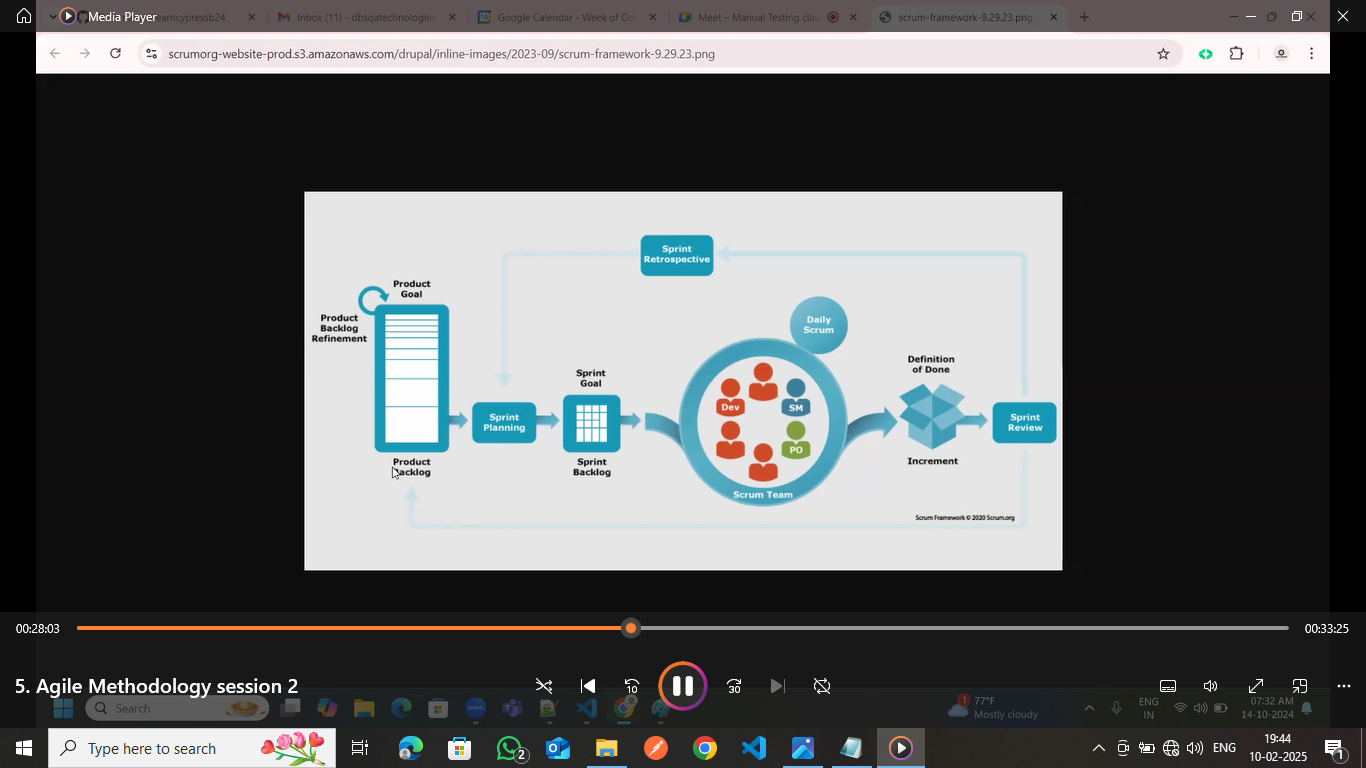 Media Player
earncypressb24
Inbox (11) - dbsqatechnologie
Google Calendar - Week of Oc
Meet – Manual Testing clas
scrum-framework-9.29.23.png
scrumorg-website-prod.s3.amazonaws.com/drupal/inline-images/2023-09/scrum-framework-9.29.23.png
Sprint
Retrospective
Product
Goal
Product
Backlog
Refinement
Daily
Scrum
Sprint
Goal
Definition
of Done
Dev
SM
Sprint
Planning
Sprint
Review
PO
Product
Backlog
Sprint
Backlog
Increment
Scrum Team
Scrum Framework © 2020 Scrum.org
00:28:03
00:33:25
5. Agile Methodology session 2
10
30
Search
1
77°F
Mostly cloudy
ENG
IN
07:32 AM
14-10-2024
Type here to search
2
ENG
19:44
10-02-2025
1